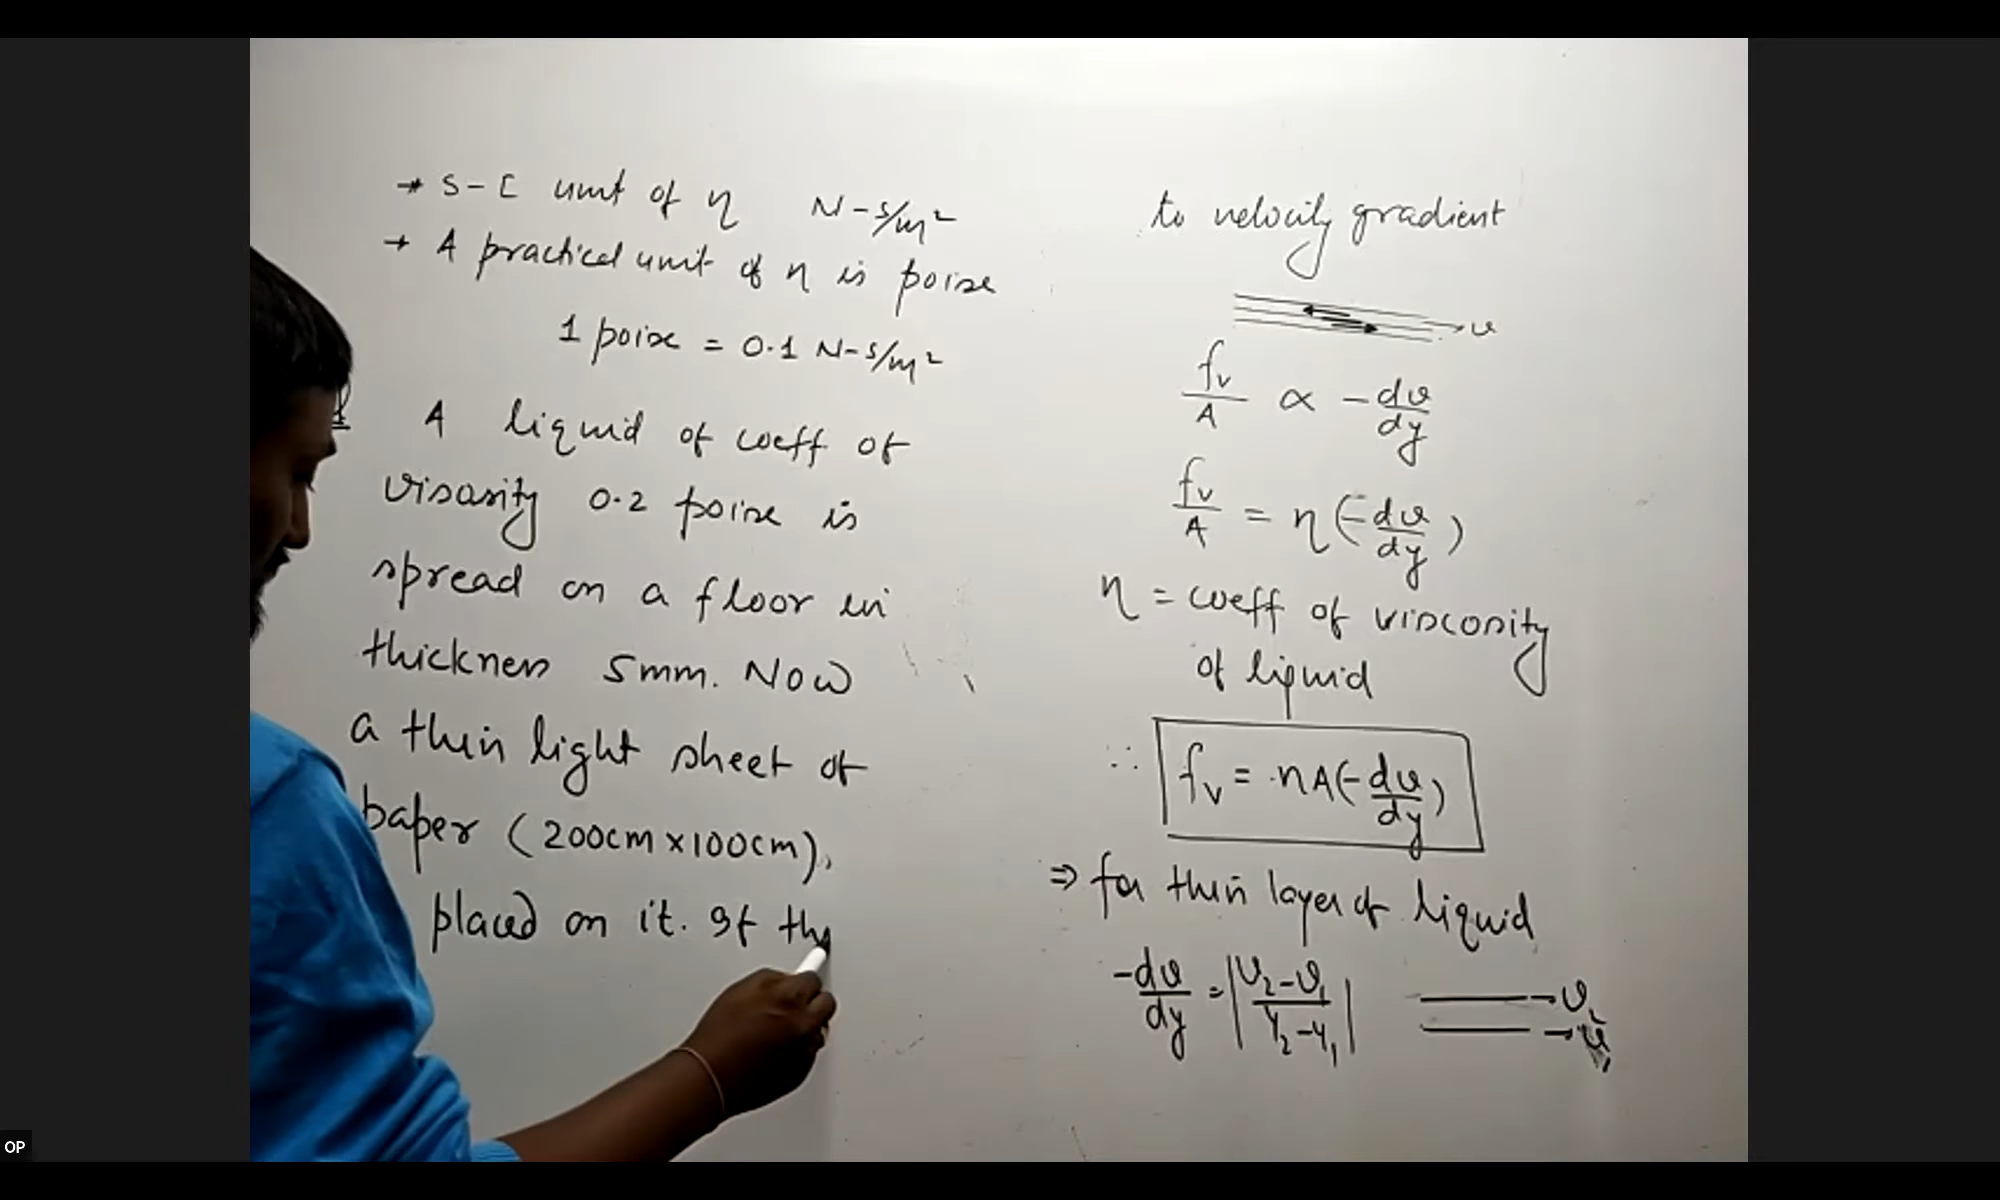 → S-I unit of η N-s/m²
→ A practical unit of η is poise
1 poise = 0.1 N-s/m²
A liquid of coeff of
viscosity 0.2 poise is
spread on a floor in
thickness 5mm. Now
a thin light sheet of
paper (200cm×100cm),
placed on it. If the
to velocity gradient
v
fv/A ∝ -dv/dy
fv/A = η(-dv/dy)
η = coeff of viscosity
of liquid
∴ fv = ηA(-dv/dy)
⇒ for thin layer of liquid
-dv/dy = |v₂-v₁/y₂-y₁| v₂
v₁
OP